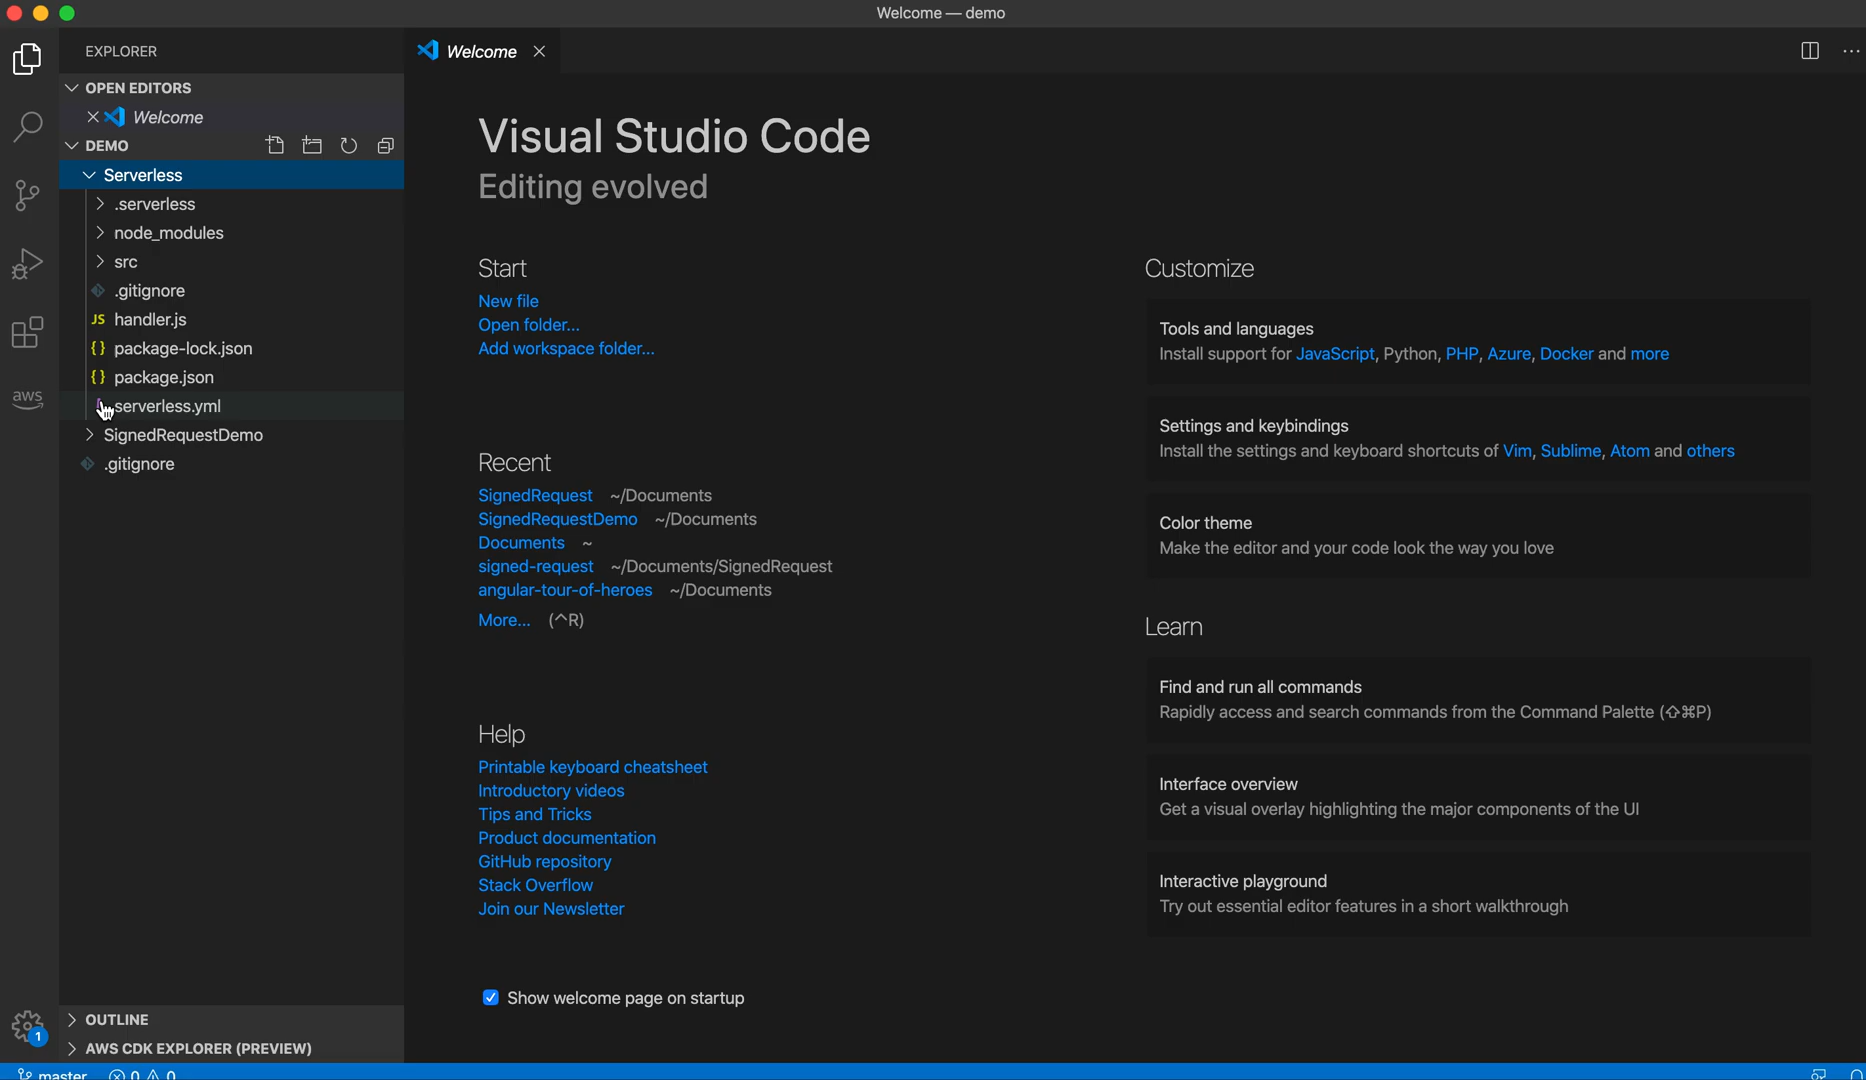 Welcome — demo
EXPLORER
OPEN EDITORS
Welcome
DEMO
Serverless
.serverless
node_modules
src
.gitignore
JS handler.js
{} package-lock.json
{} package.json
serverless.yml
SignedRequestDemo
.gitignore
OUTLINE
AWS CDK EXPLORER (PREVIEW)
aws
1
master 0 0
Welcome
Visual Studio Code
Editing evolved
Start
New file
Open folder...
Add workspace folder...
Recent
SignedRequest ~/Documents
SignedRequestDemo ~/Documents
Documents ~
signed-request ~/Documents/SignedRequest
angular-tour-of-heroes ~/Documents
More... (^R)
Help
Printable keyboard cheatsheet
Introductory videos
Tips and Tricks
Product documentation
GitHub repository
Stack Overflow
Join our Newsletter
Show welcome page on startup
Customize
Tools and languages
Install support for JavaScript, Python, PHP, Azure, Docker and more
Settings and keybindings
Install the settings and keyboard shortcuts of Vim, Sublime, Atom and others
Color theme
Make the editor and your code look the way you love
Learn
Find and run all commands
Rapidly access and search commands from the Command Palette (⇧⌘P)
Interface overview
Get a visual overlay highlighting the major components of the UI
Interactive playground
Try out essential editor features in a short walkthrough